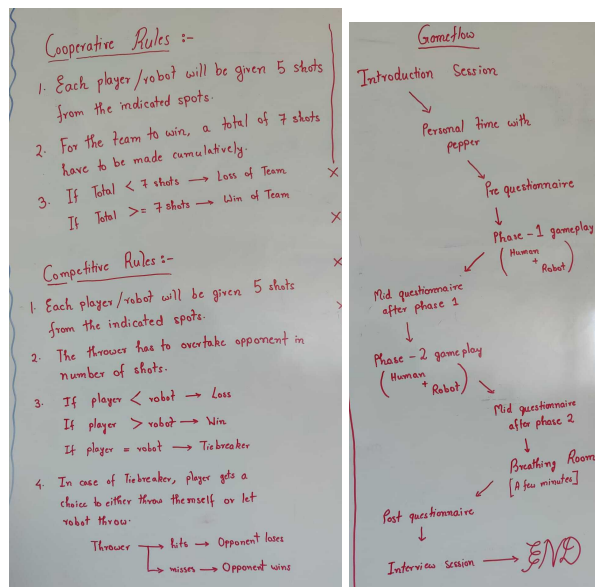 Cooperative Rules :-
1. Each player/robot will be given 5 shots
from the indicated spots.
2. For the team to win, a total of 7 shots
have to be made cumulatively.
3. If Total < 7 shots → Loss of Team
If Total >= 7 shots → Win of Team
Competitive Rules :-
1. Each player/robot will be given 5 shots
from the indicated spots.
2. The thrower has to overtake opponent in
number of shots.
3. If player < robot → Loss
If player > robot → Win
If player = robot → Tiebreaker
4. In case of Tiebreaker, player gets a
choice to either throw themself or let
robot throw.
Thrower → hits → Opponent loses
→ misses → Opponent wins
Gameflow
Introduction Session
Personal time with
pepper
Pre questionnaire
Phase-1 gameplay
(Human
+
Robot)
Mid questionnaire
after phase 1
Phase-2 gameplay
(Human
+
Robot)
Mid questionnaire
after phase 2
Breathing Room
[A few minutes]
Post questionnaire
Interview session → END